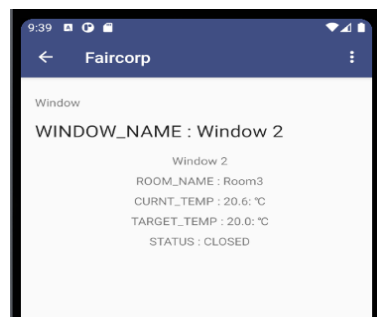 9:39
Faircorp
Window
WINDOW_NAME : Window 2
Window 2
ROOM_NAME : Room3
CURNT_TEMP : 20.6: ℃
TARGET_TEMP : 20.0: ℃
STATUS : CLOSED